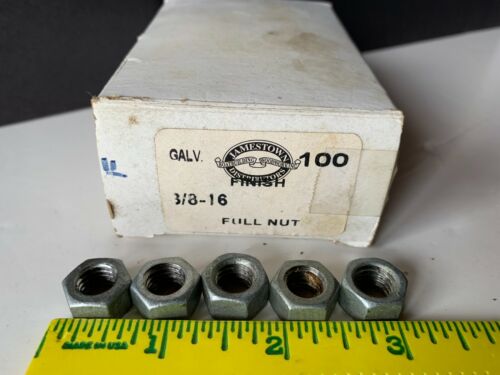 GALV.
JAMESTOWN
DISTRIBUTORS
100
FINISH
3/8-16
FULL NUT
MADE IN USA
1 2 3